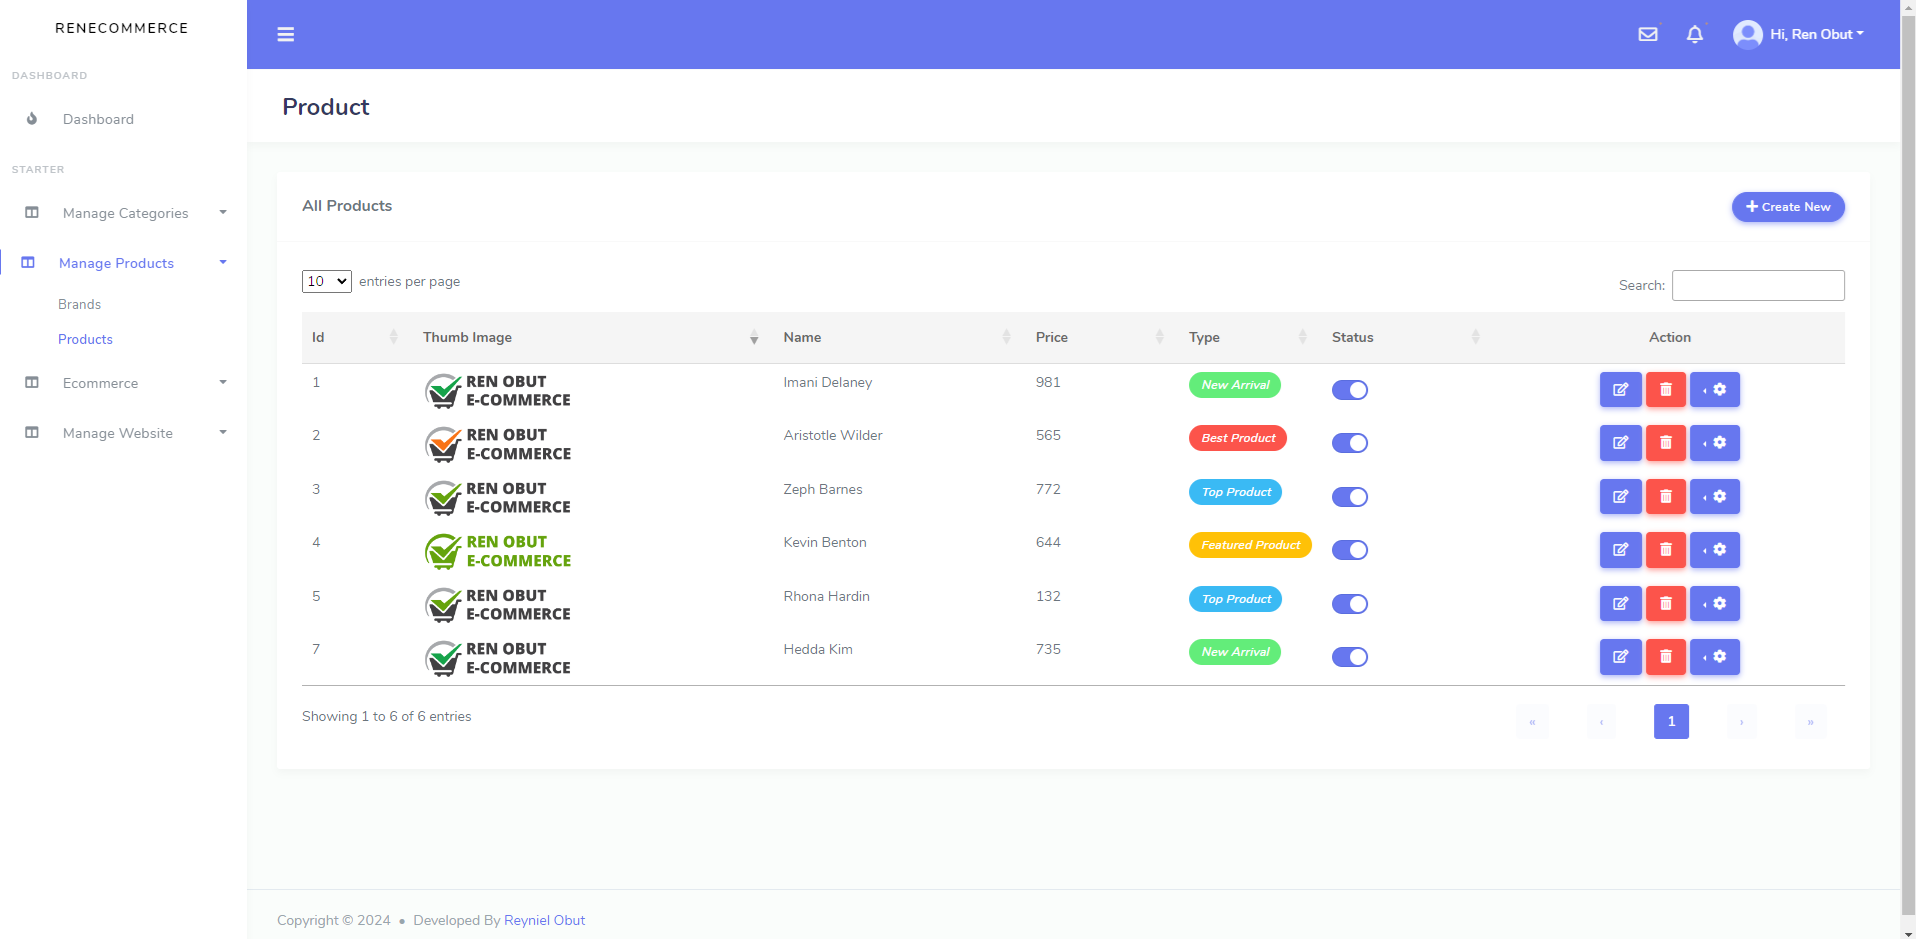 RENECOMMERCE
Hi, Ren Obut
DASHBOARD
Dashboard
STARTER
Manage Categories
Manage Products
Brands
Products
Ecommerce
Manage Website
Product
All Products
Create New
10 entries per page
Search:
Id Thumb Image Name Price Type Status Action
1 REN OBUT E-COMMERCE Imani Delaney 981 New Arrival
2 REN OBUT E-COMMERCE Aristotle Wilder 565 Best Product
3 REN OBUT E-COMMERCE Zeph Barnes 772 Top Product
4 REN OBUT E-COMMERCE Kevin Benton 644 Featured Product
5 REN OBUT E-COMMERCE Rhona Hardin 132 Top Product
7 REN OBUT E-COMMERCE Hedda Kim 735 New Arrival
Showing 1 to 6 of 6 entries
« ‹ 1 › »
Copyright © 2024 • Developed By Reyniel Obut